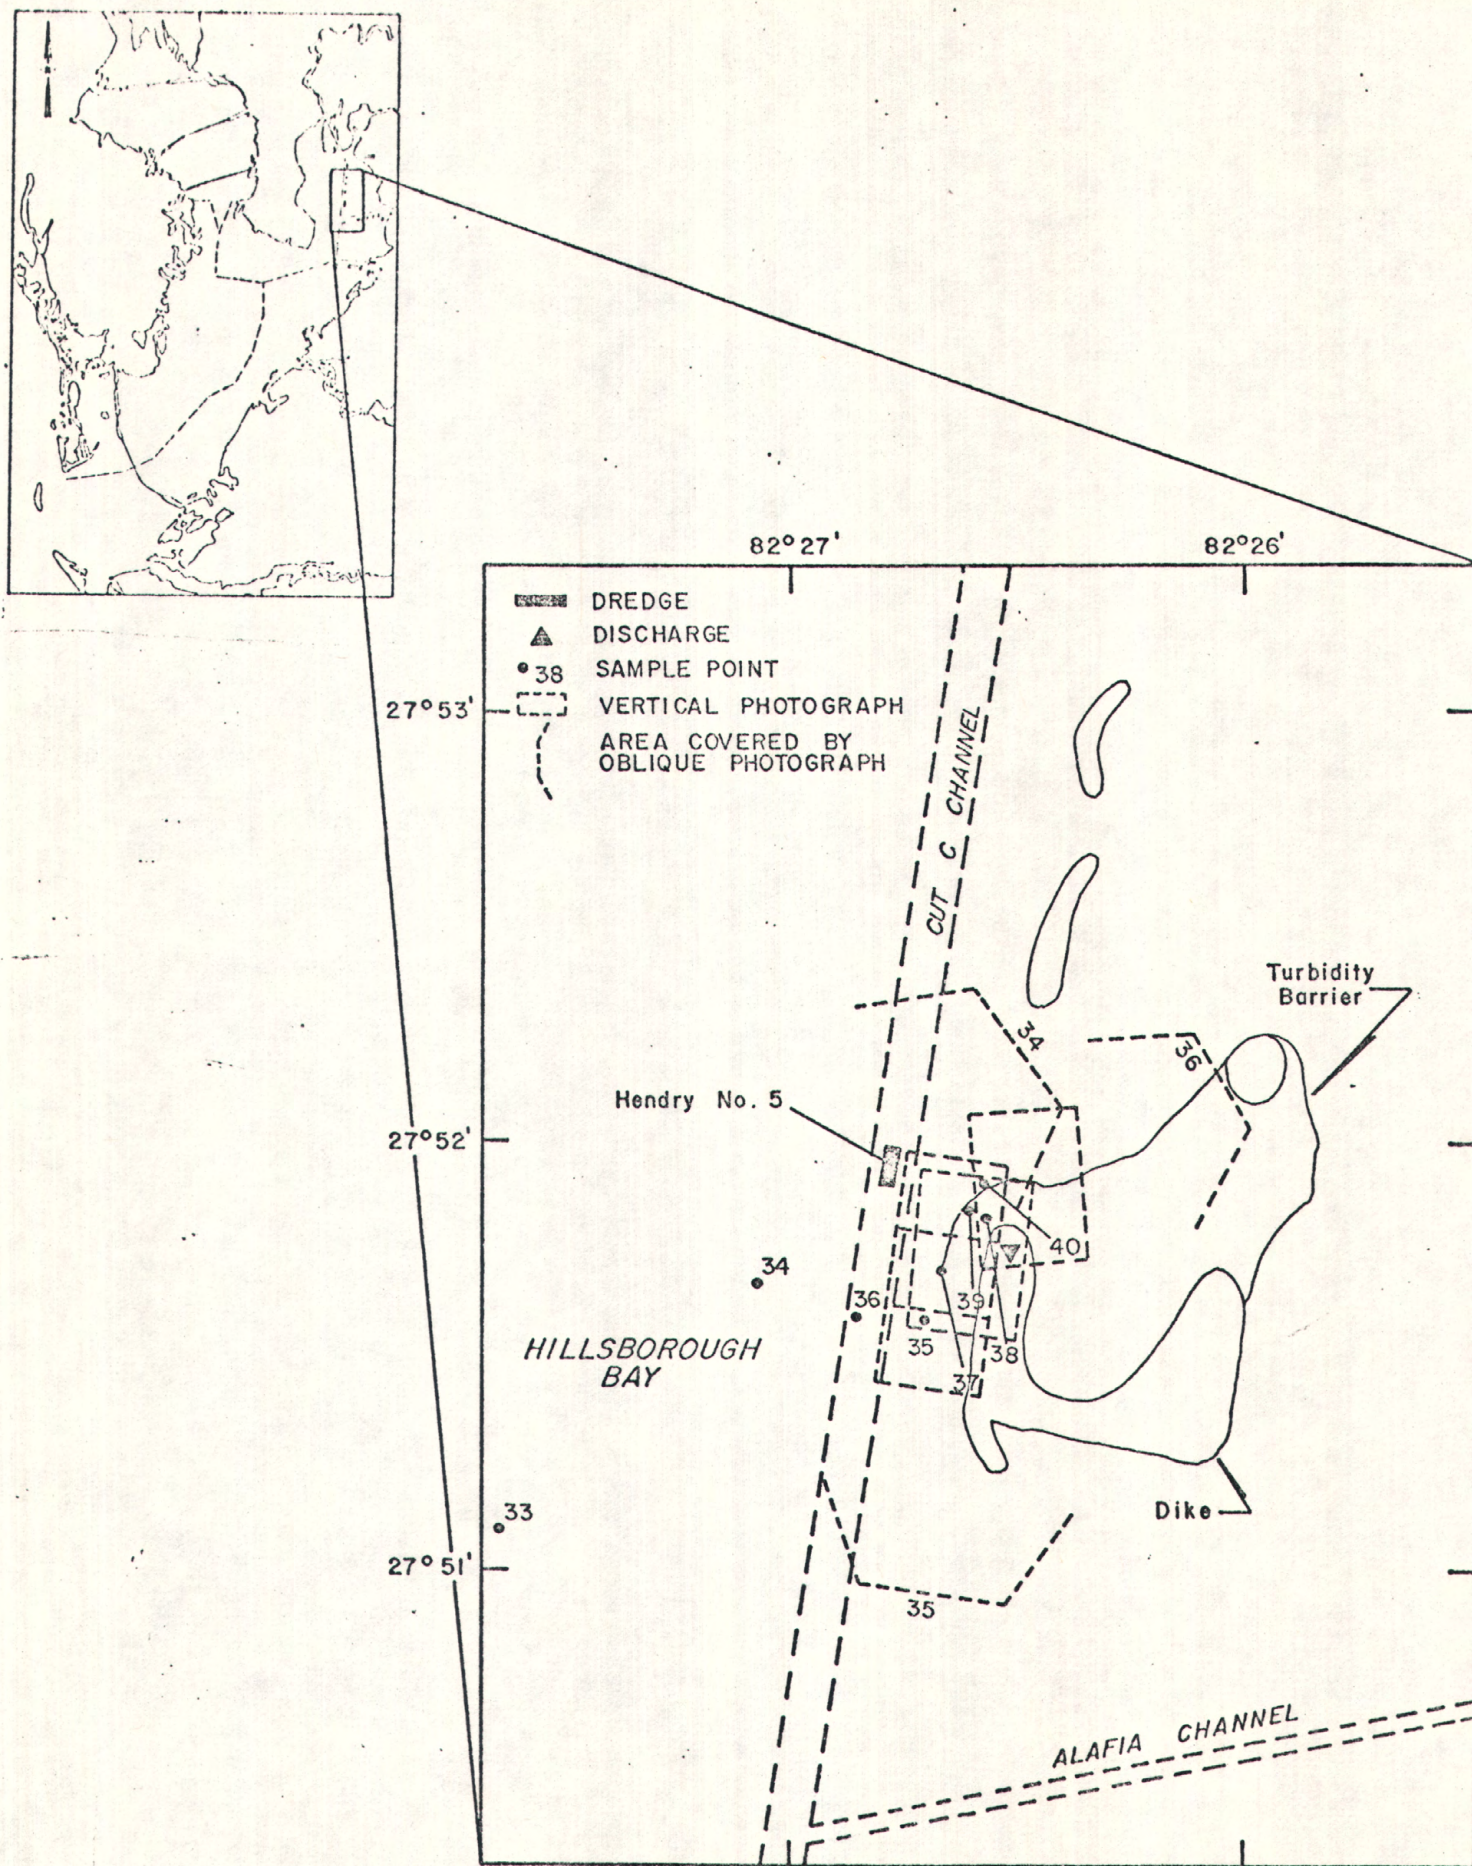 82°27'
82°26'
DREDGE
DISCHARGE
38 SAMPLE POINT
VERTICAL PHOTOGRAPH
AREA COVERED BY
OBLIQUE PHOTOGRAPH
27°53'
CUT C CHANNEL
Turbidity
Barrier
34
36
Hendry No. 5
27°52'
40
34
36
39
35
38
HILLSBOROUGH
BAY
37
33
Dike
27°51'
35
ALAFIA CHANNEL